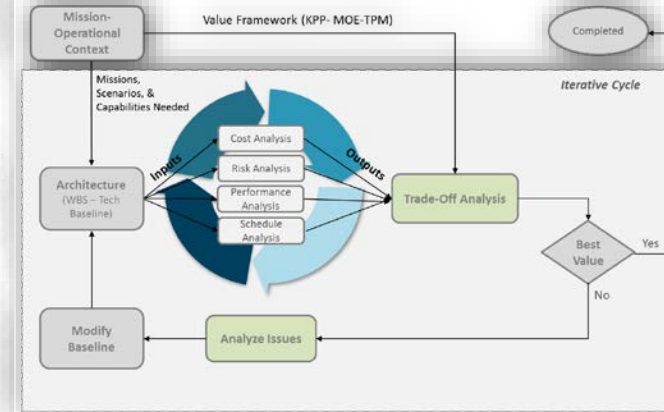 Mission-
Operational
Context
Value Framework (KPP- MOE-TPM)
Completed
Missions,
Scenarios, &
Capabilities Needed
Iterative Cycle
Inputs
Cost Analysis
Risk Analysis
Performance
Analysis
Schedule
Analysis
Outputs
Architecture
(WBS – Tech
Baseline)
Trade-Off Analysis
Best
Value
Yes
No
Modify
Baseline
Analyze Issues